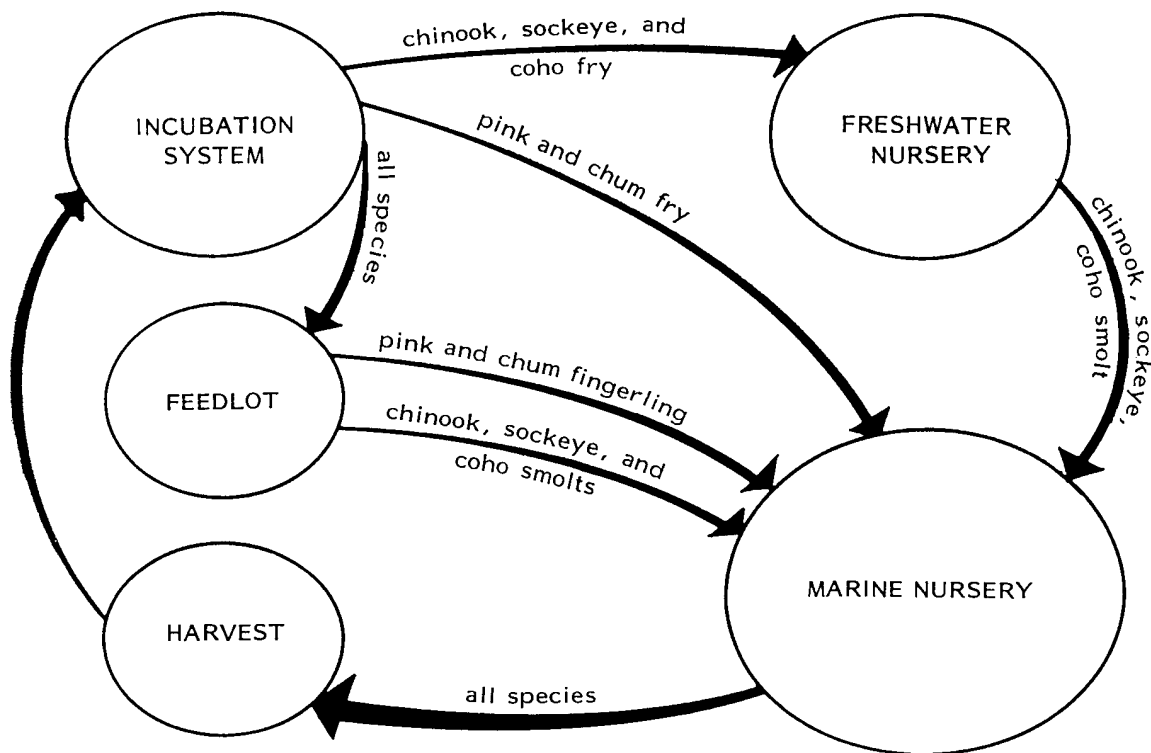 chinook, sockeye, and
coho fry
INCUBATION
SYSTEM
FRESHWATER
NURSERY
pink and chum fry
all species
chinook, sockeye,
coho smolt
pink and chum fingerling
FEEDLOT
chinook, sockeye, and
coho smolts
MARINE NURSERY
HARVEST
all species